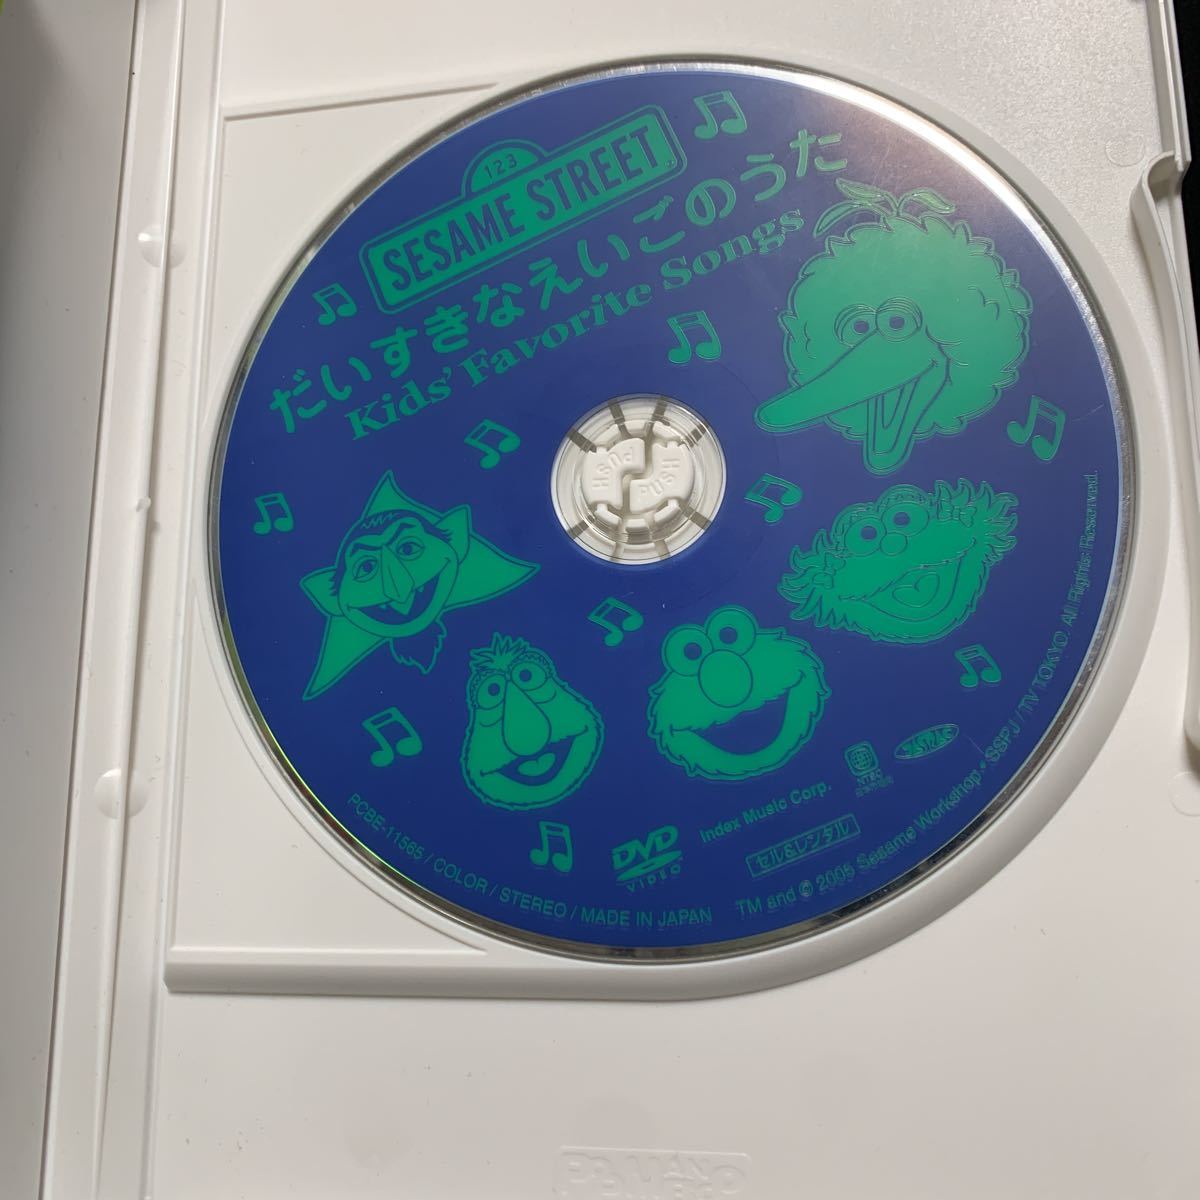 123
SESAME STREET
だいすきなえいごのうた
Kids' Favorite Songs
PUSH
PUSH
Index Music Corp.
NTSC
DVD
VIDEO
セル&レンタル
PCBE-11565 / COLOR / STEREO / MADE IN JAPAN
TM and © 2005 Sesame Workshop • SSPJ / TV TOKYO. All Rights Reserved.